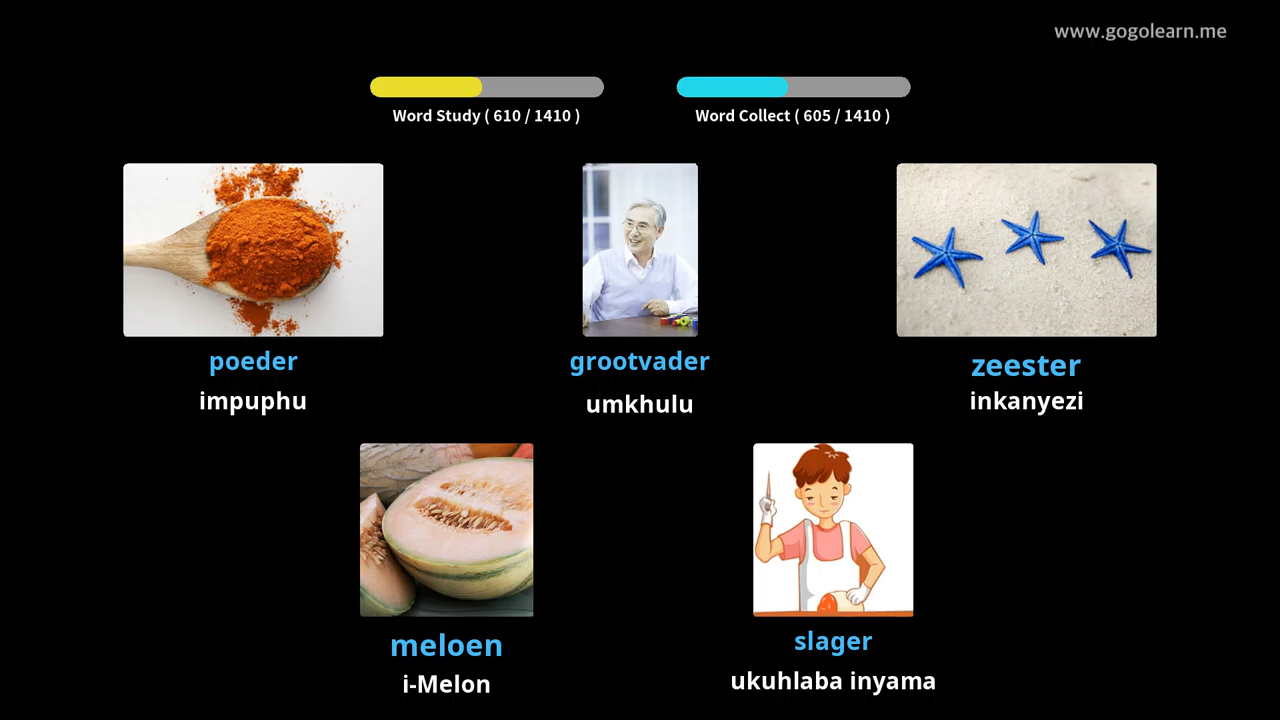 www.gogolearn.me
Word Study ( 610 / 1410 )
Word Collect ( 605 / 1410 )
poeder
impuphu
grootvader
umkhulu
zeester
inkanyezi
meloen
i-Melon
slager
ukuhlaba inyama